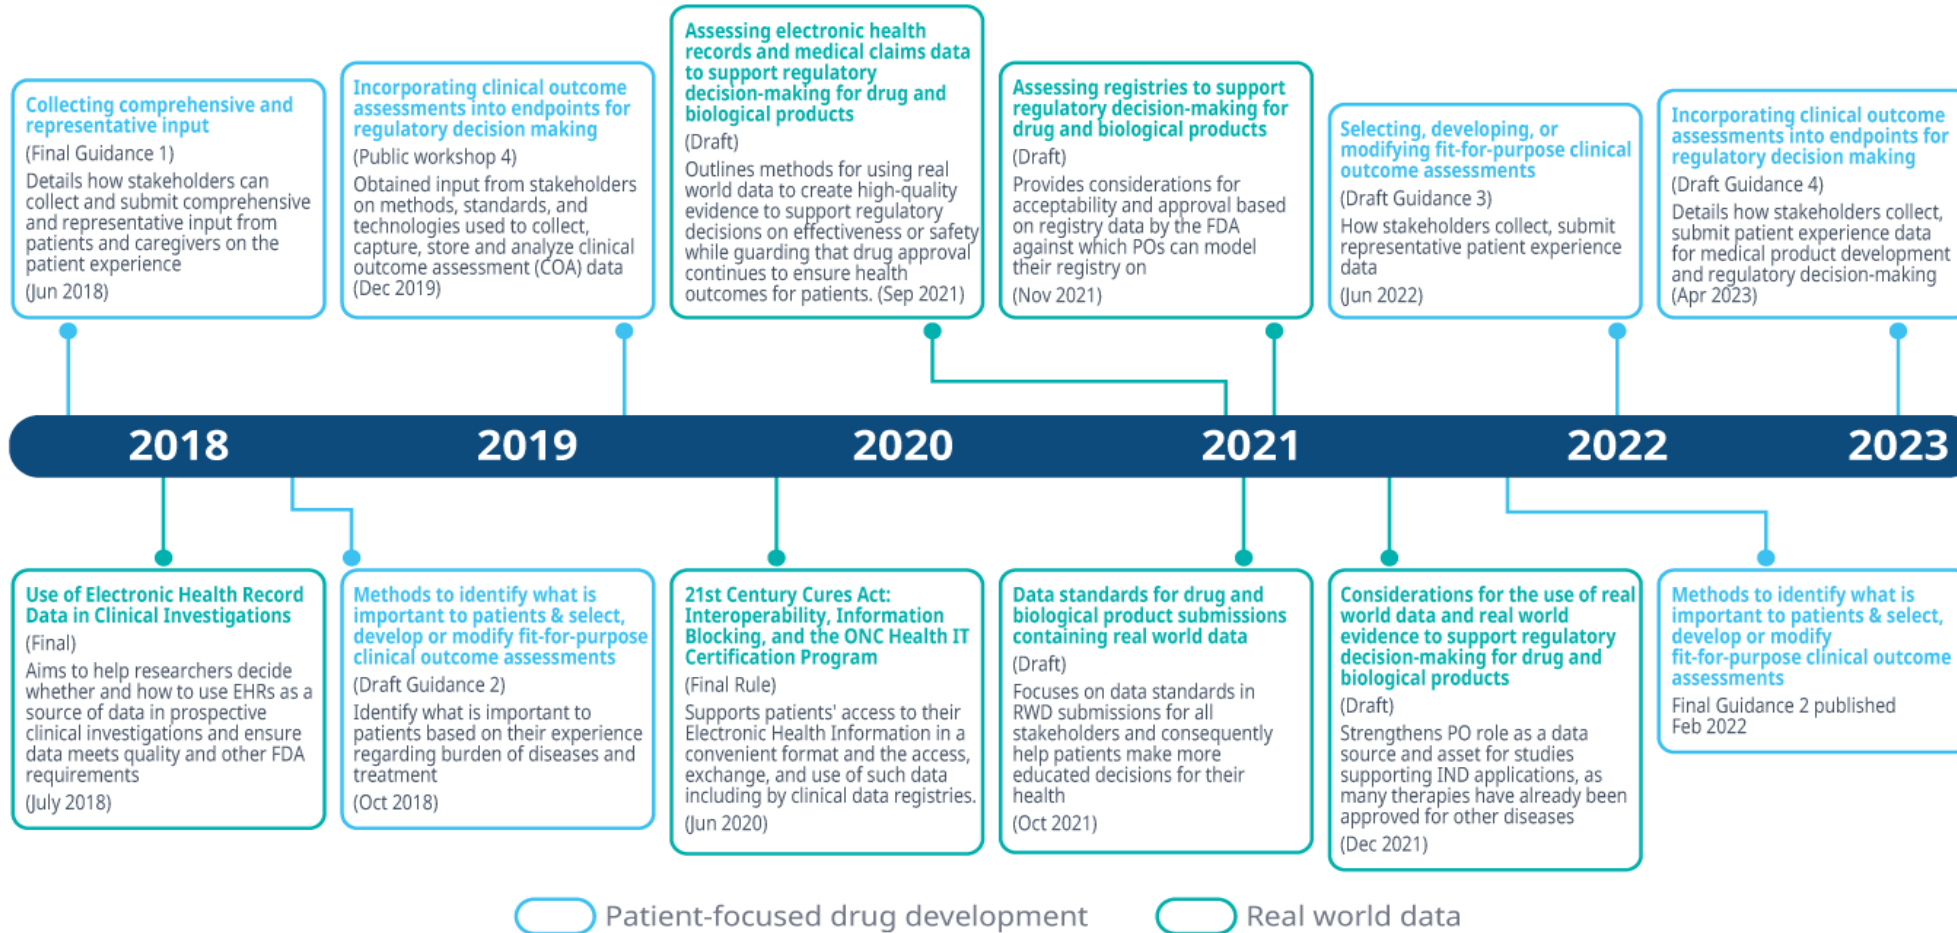 Collecting comprehensive and
representative input
(Final Guidance 1)
Details how stakeholders can
collect and submit comprehensive
and representative input from
patients and caregivers on the
patient experience
(Jun 2018)
Incorporating clinical outcome
assessments into endpoints for
regulatory decision making
(Public workshop 4)
Obtained input from stakeholders
on methods, standards, and
technologies used to collect,
capture, store and analyze clinical
outcome assessment (COA) data
(Dec 2019)
Assessing electronic health
records and medical claims data
to support regulatory
decision-making for drug and
biological products
(Draft)
Outlines methods for using real
world data to create high-quality
evidence to support regulatory
decisions on effectiveness or safety
while guarding that drug approval
continues to ensure health
outcomes for patients. (Sep 2021)
Assessing registries to support
regulatory decision-making for
drug and biological products
(Draft)
Provides considerations for
acceptability and approval based
on registry data by the FDA
against which POs can model
their registry on
(Nov 2021)
Selecting, developing, or
modifying fit-for-purpose clinical
outcome assessments
(Draft Guidance 3)
How stakeholders collect, submit
representative patient experience
data
(Jun 2022)
Incorporating clinical outcome
assessments into endpoints for
regulatory decision making
(Draft Guidance 4)
Details how stakeholders collect,
submit patient experience data
for medical product development
and regulatory decision-making
(Apr 2023)
2018 2019 2020 2021 2022 2023
Use of Electronic Health Record
Data in Clinical Investigations
(Final)
Aims to help researchers decide
whether and how to use EHRs as a
source of data in prospective
clinical investigations and ensure
data meets quality and other FDA
requirements
(July 2018)
Methods to identify what is
important to patients & select,
develop or modify fit-for-purpose
clinical outcome assessments
(Draft Guidance 2)
Identify what is important to
patients based on their experience
regarding burden of diseases and
treatment
(Oct 2018)
21st Century Cures Act:
Interoperability, Information
Blocking, and the ONC Health IT
Certification Program
(Final Rule)
Supports patients' access to their
Electronic Health Information in a
convenient format and the access,
exchange, and use of such data
including by clinical data registries.
(Jun 2020)
Data standards for drug and
biological product submissions
containing real world data
(Draft)
Focuses on data standards in
RWD submissions for all
stakeholders and consequently
help patients make more
educated decisions for their
health
(Oct 2021)
Considerations for the use of real
world data and real world
evidence to support regulatory
decision-making for drug and
biological products
(Draft)
Strengthens PO role as a data
source and asset for studies
supporting IND applications, as
many therapies have already been
approved for other diseases
(Dec 2021)
Methods to identify what is
important to patients & select,
develop or modify
fit-for-purpose clinical outcome
assessments
Final Guidance 2 published
Feb 2022
Patient-focused drug development
Real world data